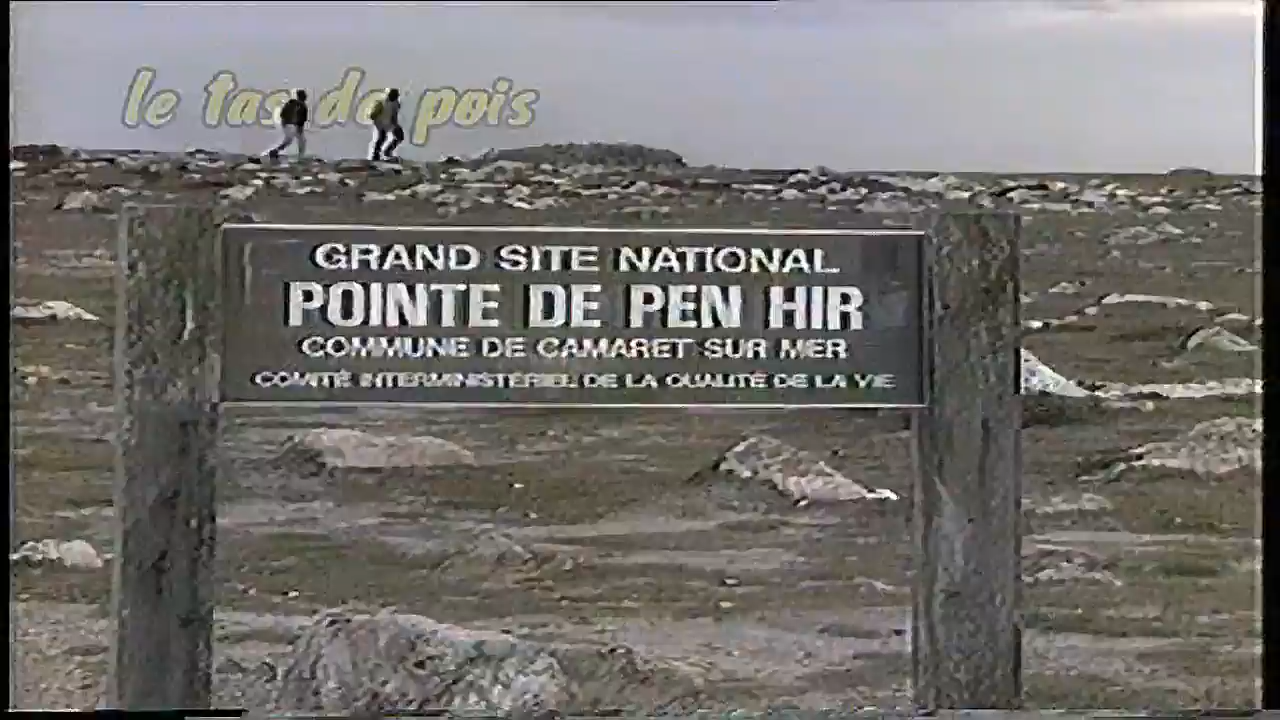 le tas de pois
GRAND SITE NATIONAL
POINTE DE PEN HIR
COMMUNE DE CAMARET SUR MER
COMITÉ INTERMINISTÉRIEL DE LA QUALITÉ DE LA VIE